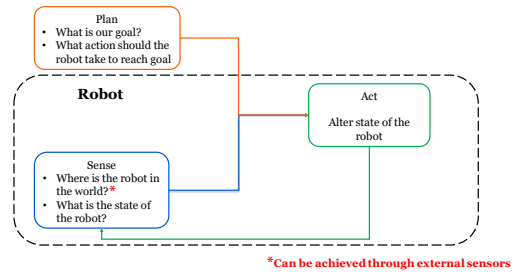 Plan
• What is our goal?
• What action should the
robot take to reach goal
Robot
Act
Alter state of the
robot
Sense
• Where is the robot in
the world?*
• What is the state of
the robot?
*Can be achieved through external sensors